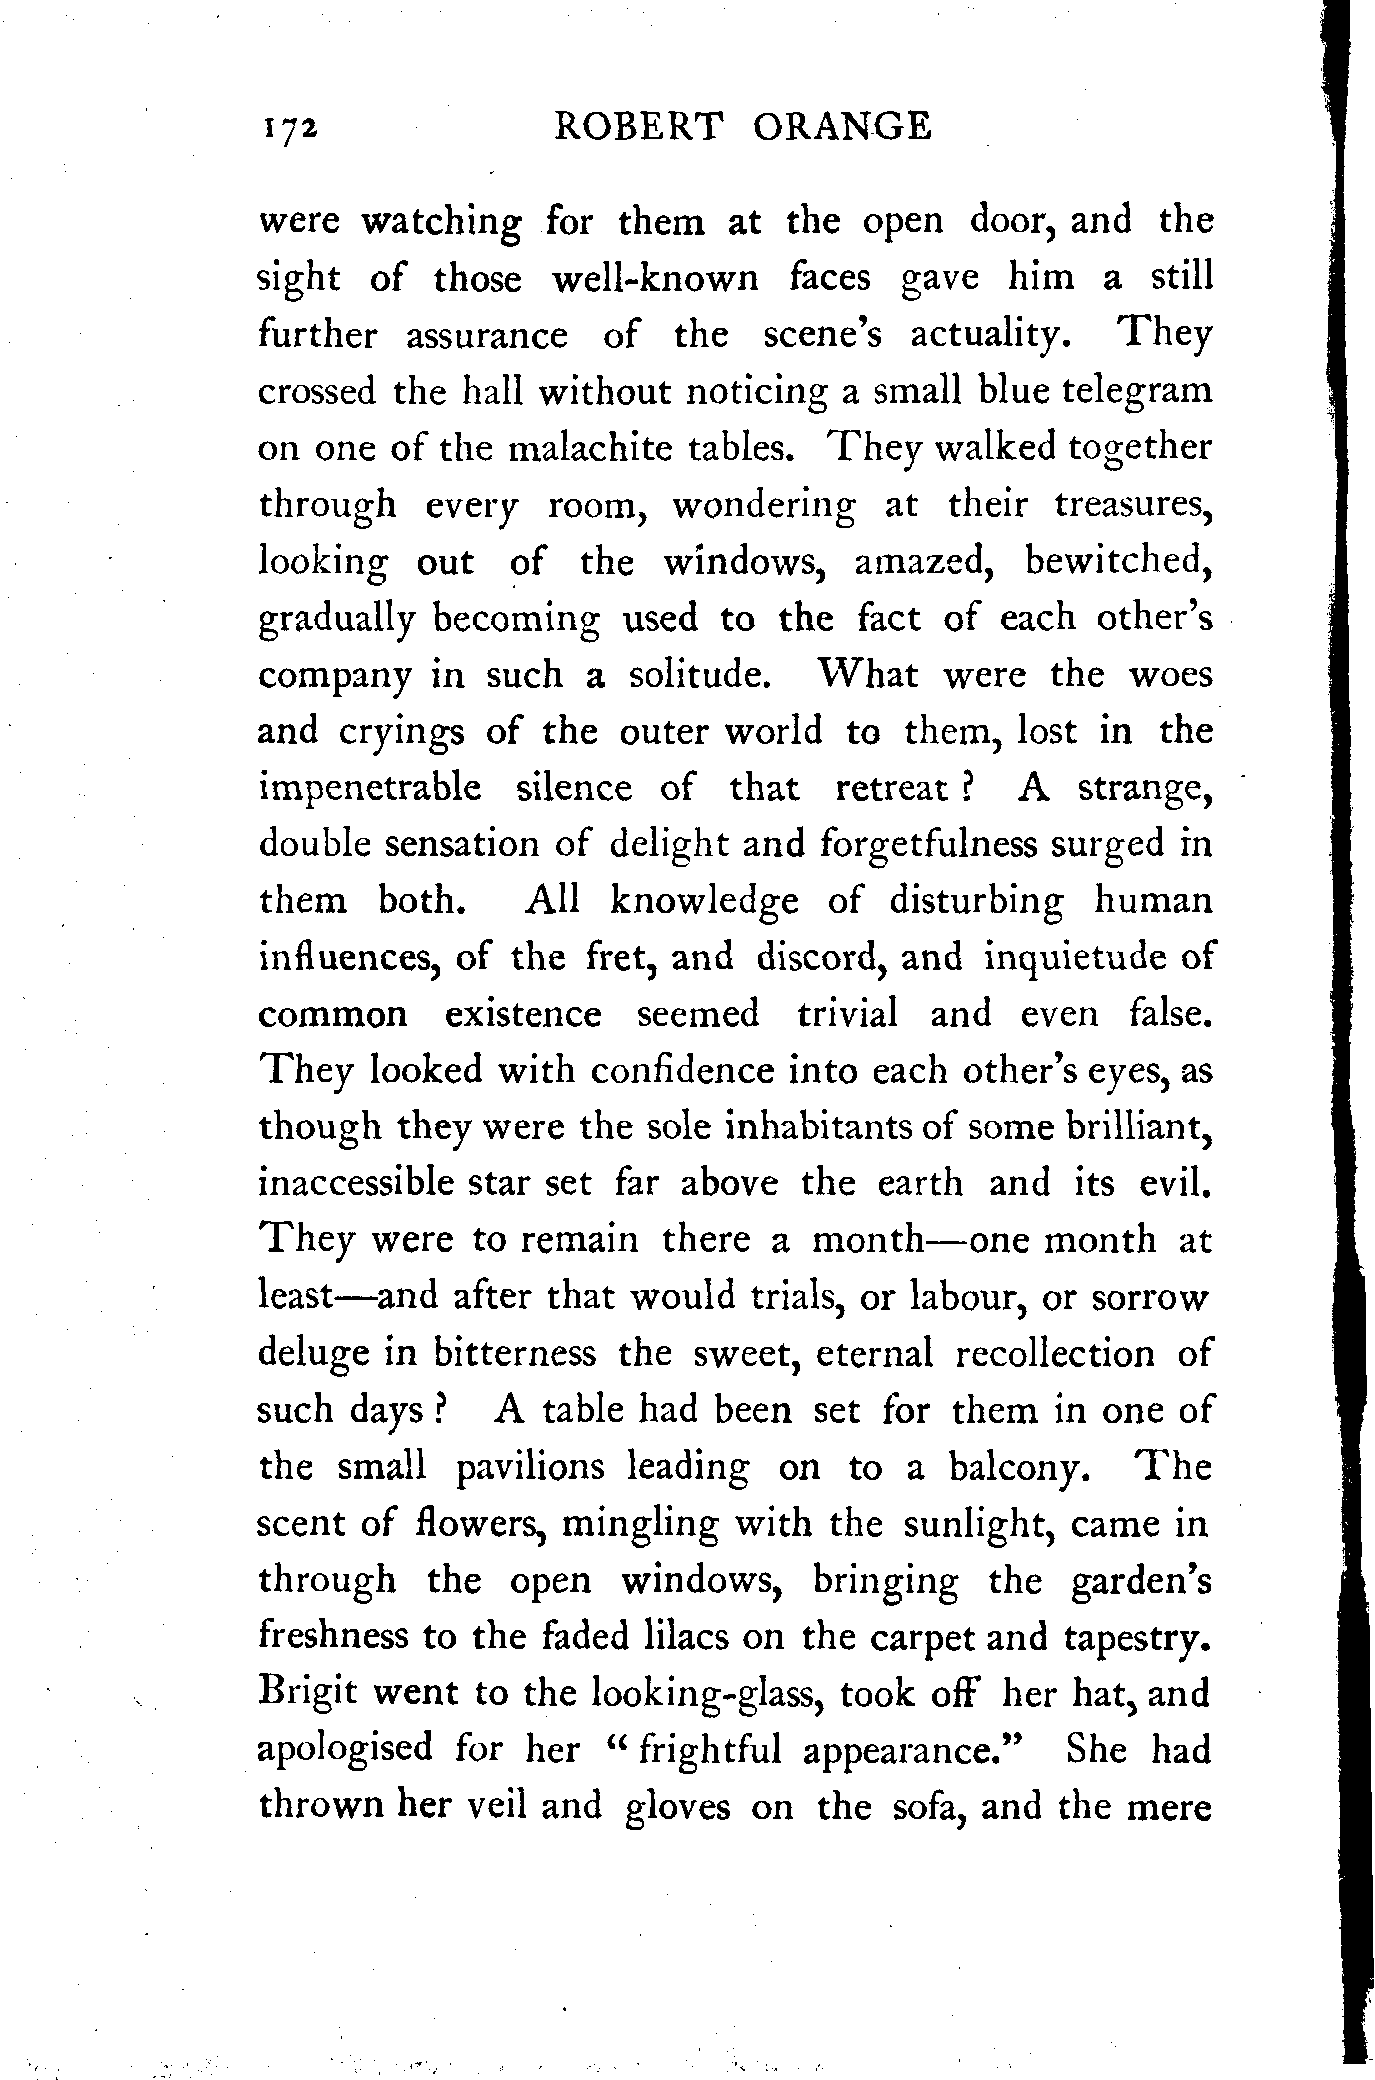 172 ROBERT ORANGE
were watching for them at the open door, and the
sight of those well-known faces gave him a still
further assurance of the scene's actuality. They
crossed the hall without noticing a small blue telegram
on one of the malachite tables. They walked together
through every room, wondering at their treasures,
looking out of the windows, amazed, bewitched,
gradually becoming used to the fact of each other's
company in such a solitude. What were the woes
and cryings of the outer world to them, lost in the
impenetrable silence of that retreat ? A strange,
double sensation of delight and forgetfulness surged in
them both. All knowledge of disturbing human
influences, of the fret, and discord, and inquietude of
common existence seemed trivial and even false.
They looked with confidence into each other's eyes, as
though they were the sole inhabitants of some brilliant,
inaccessible star set far above the earth and its evil.
They were to remain there a month—one month at
least—and after that would trials, or labour, or sorrow
deluge in bitterness the sweet, eternal recollection of
such days ? A table had been set for them in one of
the small pavilions leading on to a balcony. The
scent of flowers, mingling with the sunlight, came in
through the open windows, bringing the garden's
freshness to the faded lilacs on the carpet and tapestry.
Brigit went to the looking-glass, took off her hat, and
apologised for her " frightful appearance." She had
thrown her veil and gloves on the sofa, and the mere